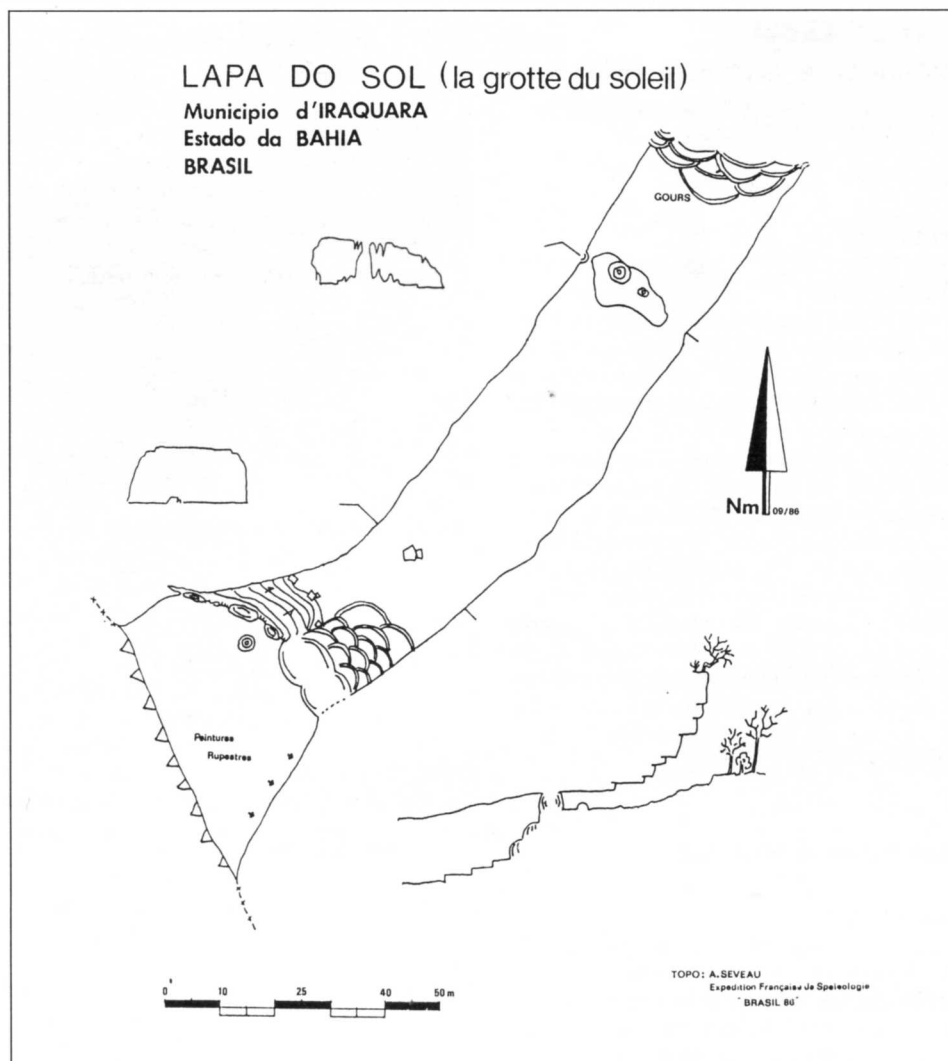 LAPA DO SOL (la grotte du soleil)
Municipio d'IRAQUARA
Estado da BAHIA
BRASIL
GOURS
Nm 09/86
Peintures
Rupestres
0 10 25 40 50 m
TOPO: A. SEVEAU
Expedition Française de Speleologie
"BRASIL 86"